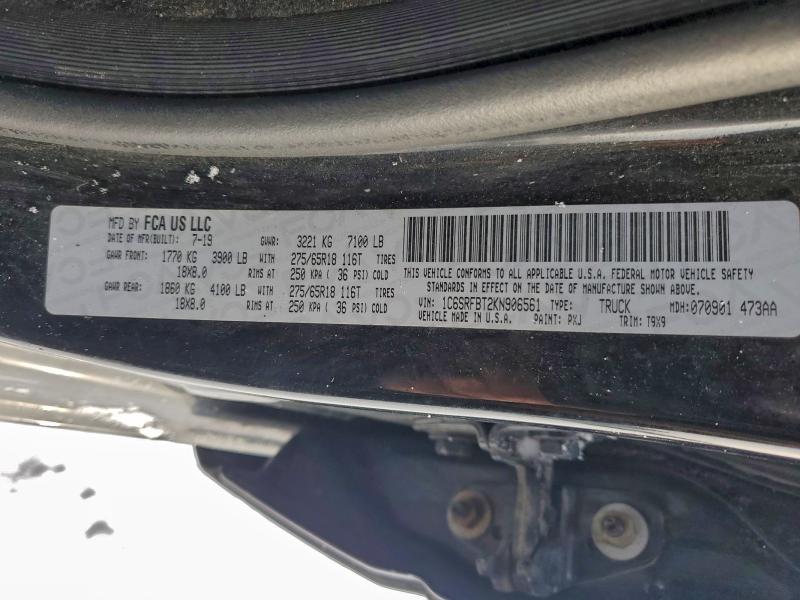 MFD BY FCA US LLC
DATE OF MFR(BUILT): 7-19 GVWR: 3221 KG 7100 LB
GAWR FRONT: 1770 KG 3900 LB WITH 275/65R18 116T TIRES
18X8.0 RIMS AT 250 KPA ( 36 PSI) COLD
GAWR REAR: 1860 KG 4100 LB WITH 275/65R18 116T TIRES
18X8.0 RIMS AT 250 KPA ( 36 PSI) COLD
THIS VEHICLE CONFORMS TO ALL APPLICABLE U.S.A. FEDERAL MOTOR VEHICLE SAFETY
STANDARDS IN EFFECT ON THE DATE OF MANUFACTURE SHOWN ABOVE.
VIN: 1C6SRFBT2KN906561 TYPE: TRUCK MDH:070901 473AA
VEHICLE MADE IN U.S.A. PAINT: PXJ TRIM: T9X9